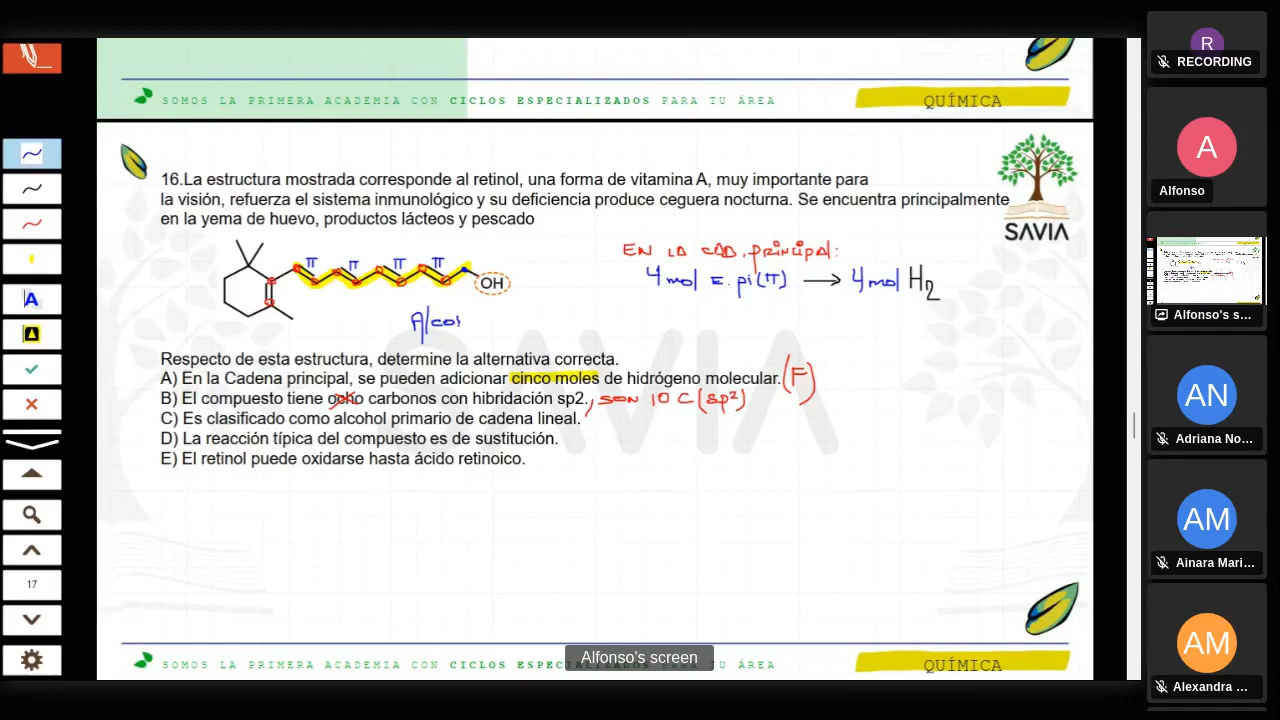 SOMOS LA PRIMERA ACADEMIA CON CICLOS ESPECIALIZADOS PARA TU ÁREA
QUÍMICA
16.La estructura mostrada corresponde al retinol, una forma de vitamina A, muy importante para
la visión, refuerza el sistema inmunológico y su deficiencia produce ceguera nocturna. Se encuentra principalmente
en la yema de huevo, productos lácteos y pescado
SAVIA
EN LA CAD. principal:
π π π π
OH
4 mol E. pi (π) → 4 mol H2
Alcoh
Respecto de esta estructura, determine la alternativa correcta.
A) En la Cadena principal, se pueden adicionar cinco moles de hidrógeno molecular. (F)
B) El compuesto tiene ocho carbonos con hibridación sp2. , son 10 C (sp²)
C) Es clasificado como alcohol primario de cadena lineal.
D) La reacción típica del compuesto es de sustitución.
E) El retinol puede oxidarse hasta ácido retinoico.
SAVIA
SOMOS LA PRIMERA ACADEMIA CON CICLOS ESPECIALIZADOS PARA TU ÁREA
QUÍMICA
Alfonso's screen
A
17
R
RECORDING
A
Alfonso
Alfonso's s...
AN
Adriana No...
AM
Ainara Mari...
AM
Alexandra ...